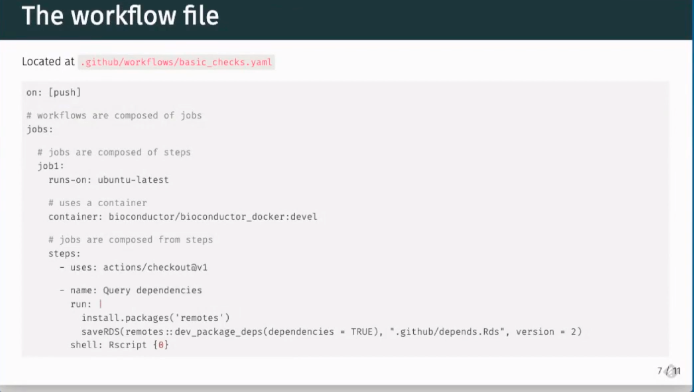 The workflow file
Located at .github/workflows/basic_checks.yaml
on: [push]
# workflows are composed of jobs
jobs:
# jobs are composed of steps
job1:
runs-on: ubuntu-latest
# uses a container
container: bioconductor/bioconductor_docker:devel
# jobs are composed from steps
steps:
- uses: actions/checkout@v1
- name: Query dependencies
run: |
install.packages('remotes')
saveRDS(remotes::dev_package_deps(dependencies = TRUE), ".github/depends.Rds", version = 2)
shell: Rscript {0}
7 / 11